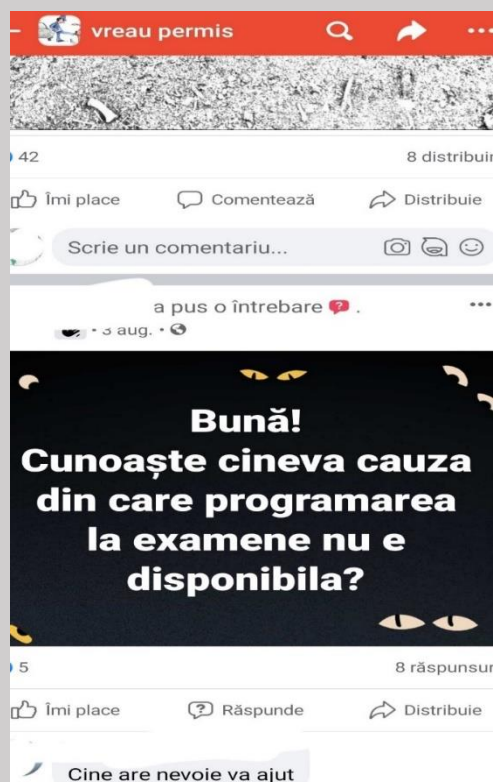 vreau permis
42
8 distribuir
Îmi place
Comentează
Distribuie
Scrie un comentariu...
a pus o întrebare
.
• 3 aug. •
Bună!
Cunoaște cineva cauza
din care programarea
la examene nu e
disponibila?
5
8 răspunsur
Îmi place
Răspunde
Distribuie
Cine are nevoie va ajut